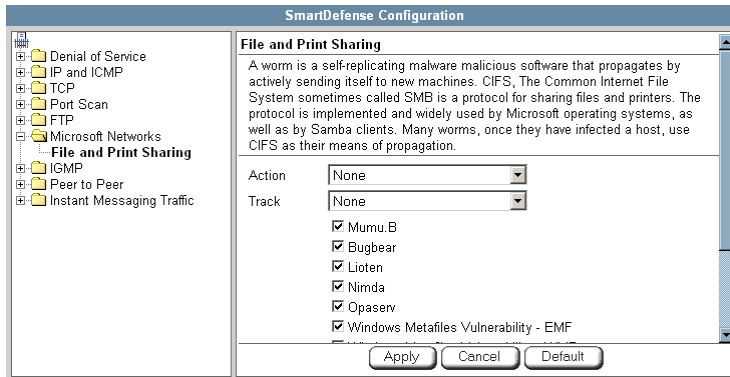 SmartDefense Configuration
Denial of Service
IP and ICMP
TCP
Port Scan
FTP
Microsoft Networks
File and Print Sharing
IGMP
Peer to Peer
Instant Messaging Traffic
File and Print Sharing
A worm is a self-replicating malware malicious software that propagates by
actively sending itself to new machines. CIFS, The Common Internet File
System sometimes called SMB is a protocol for sharing files and printers. The
protocol is implemented and widely used by Microsoft operating systems, as
well as by Samba clients. Many worms, once they have infected a host, use
CIFS as their means of propagation.
Action None
Track None
Mumu.B
Bugbear
Lioten
Nimda
Opaserv
Windows Metafiles Vulnerability - EMF
Apply Cancel Default